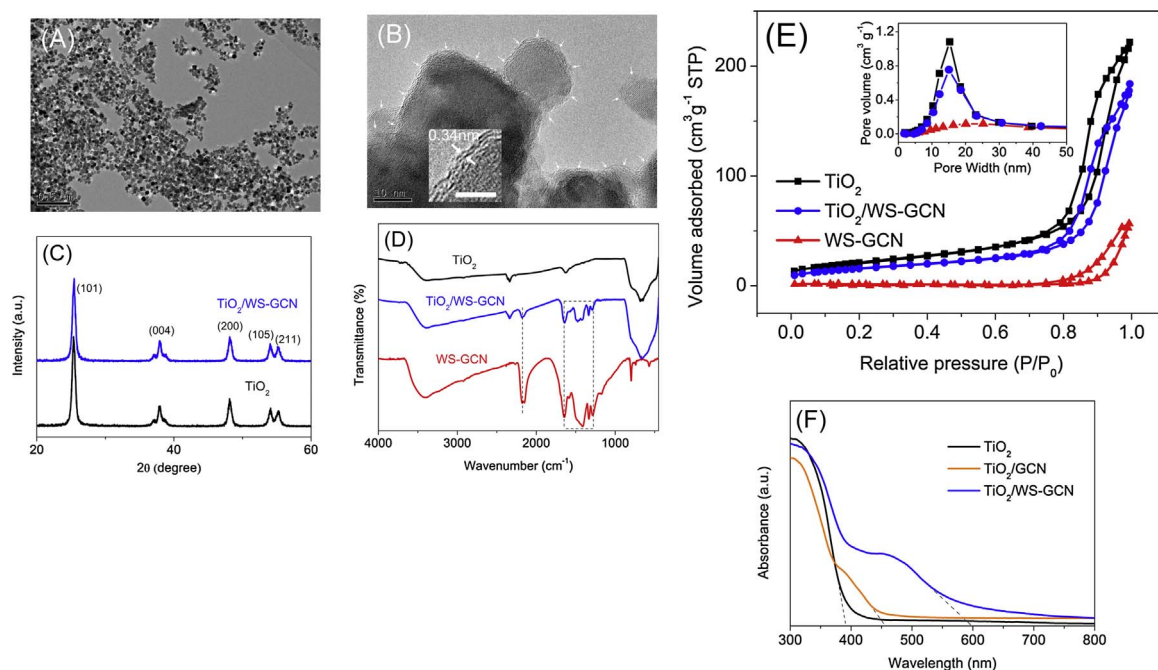 (A)
(B)
0.34nm
10 nm
(C)
Intensity (a.u.)
(101)
TiO2/WS-GCN
(004)
(200)
(105)
(211)
TiO2
20
40
60
2θ (degree)
(D)
Transmittance (%)
TiO2
TiO2/WS-GCN
WS-GCN
4000
3000
2000
1000
Wavenumber (cm-1)
(E)
Volume adsorbed (cm3g-1 STP)
200
100
0
Pore volume (cm3 g-1)
1.2
0.8
0.4
0.0
0
10
20
30
40
50
Pore Width (nm)
TiO2
TiO2/WS-GCN
WS-GCN
0.0
0.2
0.4
0.6
0.8
1.0
Relative pressure (P/P0)
(F)
Absorbance (a.u.)
TiO2
TiO2/GCN
TiO2/WS-GCN
300
400
500
600
700
800
Wavelength (nm)